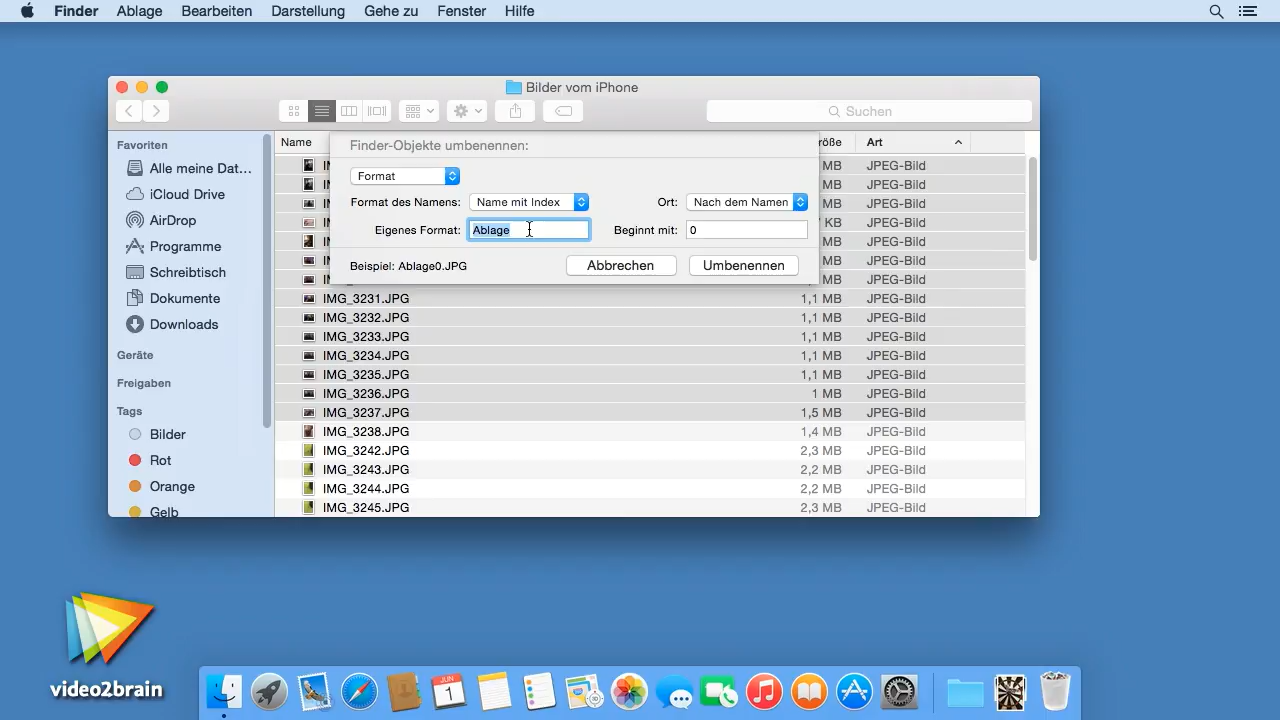 Finder Ablage Bearbeiten Darstellung Gehe zu Fenster Hilfe
Bilder vom iPhone
Suchen
Favoriten
Alle meine Dat...
iCloud Drive
AirDrop
Programme
Schreibtisch
Dokumente
Downloads
Geräte
Freigaben
Tags
Bilder
Rot
Orange
Gelb
Name röße Art
Finder-Objekte umbenennen:
Format
Format des Namens: Name mit Index Ort: Nach dem Namen
Eigenes Format: Ablage Beginnt mit: 0
Beispiel: Ablage0.JPG Abbrechen Umbenennen
MB JPEG-Bild
MB JPEG-Bild
MB JPEG-Bild
KB JPEG-Bild
MB JPEG-Bild
MB JPEG-Bild
MB JPEG-Bild
IMG_3231.JPG 1,1 MB JPEG-Bild
IMG_3232.JPG 1,1 MB JPEG-Bild
IMG_3233.JPG 1,1 MB JPEG-Bild
IMG_3234.JPG 1,1 MB JPEG-Bild
IMG_3235.JPG 1,1 MB JPEG-Bild
IMG_3236.JPG 1 MB JPEG-Bild
IMG_3237.JPG 1,5 MB JPEG-Bild
IMG_3238.JPG 1,4 MB JPEG-Bild
IMG_3242.JPG 2,3 MB JPEG-Bild
IMG_3243.JPG 2,2 MB JPEG-Bild
IMG_3244.JPG 2,2 MB JPEG-Bild
IMG_3245.JPG 2,3 MB JPEG-Bild
video2brain
JUN
1